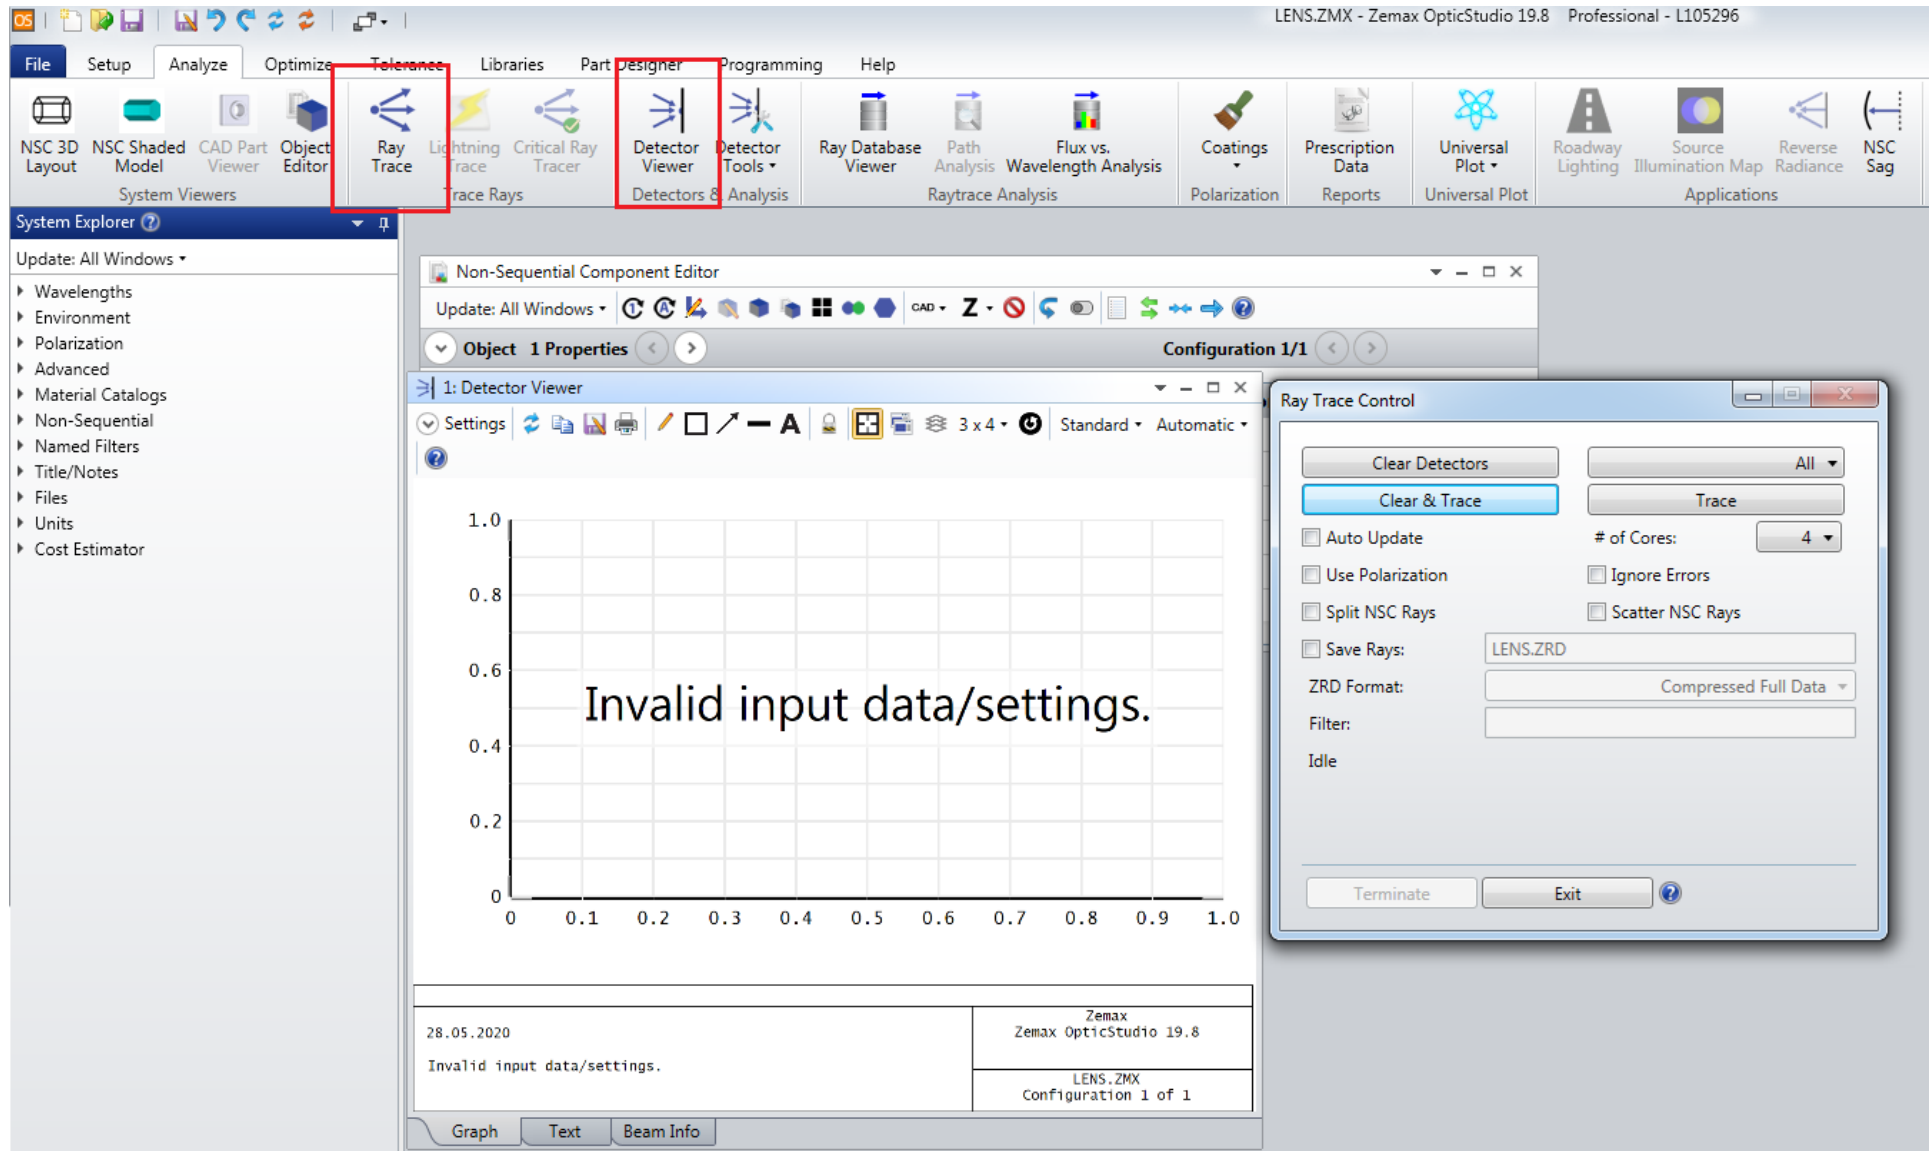 OS
LENS.ZMX - Zemax OpticStudio 19.8 Professional - L105296
File Setup Analyze Optimize Tolerance Libraries Part Designer Programming Help
NSC 3D Layout
NSC Shaded Model
CAD Part Viewer
Object Editor
System Viewers
Ray Trace
Lightning Trace
Critical Ray Tracer
Trace Rays
Detector Viewer
Detector Tools
Detectors & Analysis
Ray Database Viewer
Path Analysis
Flux vs. Wavelength Analysis
Raytrace Analysis
Coatings
Polarization
Prescription Data
Reports
Universal Plot
Universal Plot
Roadway Lighting
Source Illumination Map
Reverse Radiance
NSC Sag
Applications
System Explorer
Update: All Windows
Wavelengths
Environment
Polarization
Advanced
Material Catalogs
Non-Sequential
Named Filters
Title/Notes
Files
Units
Cost Estimator
Non-Sequential Component Editor
Update: All Windows CAD Z
Object 1 Properties Configuration 1/1
1: Detector Viewer
Settings A 3 x 4 Standard Automatic
1.0
0.8
0.6
0.4
0.2
0
Invalid input data/settings.
0 0.1 0.2 0.3 0.4 0.5 0.6 0.7 0.8 0.9 1.0
28.05.2020
Invalid input data/settings.
Zemax
Zemax OpticStudio 19.8
LENS.ZMX
Configuration 1 of 1
Graph Text Beam Info
Ray Trace Control
Clear Detectors All
Clear & Trace Trace
Auto Update # of Cores: 4
Use Polarization Ignore Errors
Split NSC Rays Scatter NSC Rays
Save Rays: LENS.ZRD
ZRD Format: Compressed Full Data
Filter:
Idle
Terminate Exit